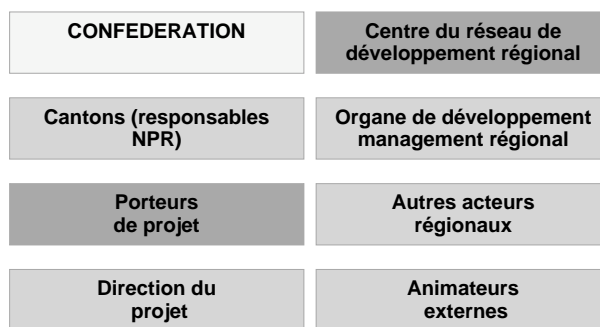 CONFEDERATION
Centre du réseau de
développement régional
Cantons (responsables
NPR)
Organe de développement
management régional
Porteurs
de projet
Autres acteurs
régionaux
Direction du
projet
Animateurs
externes